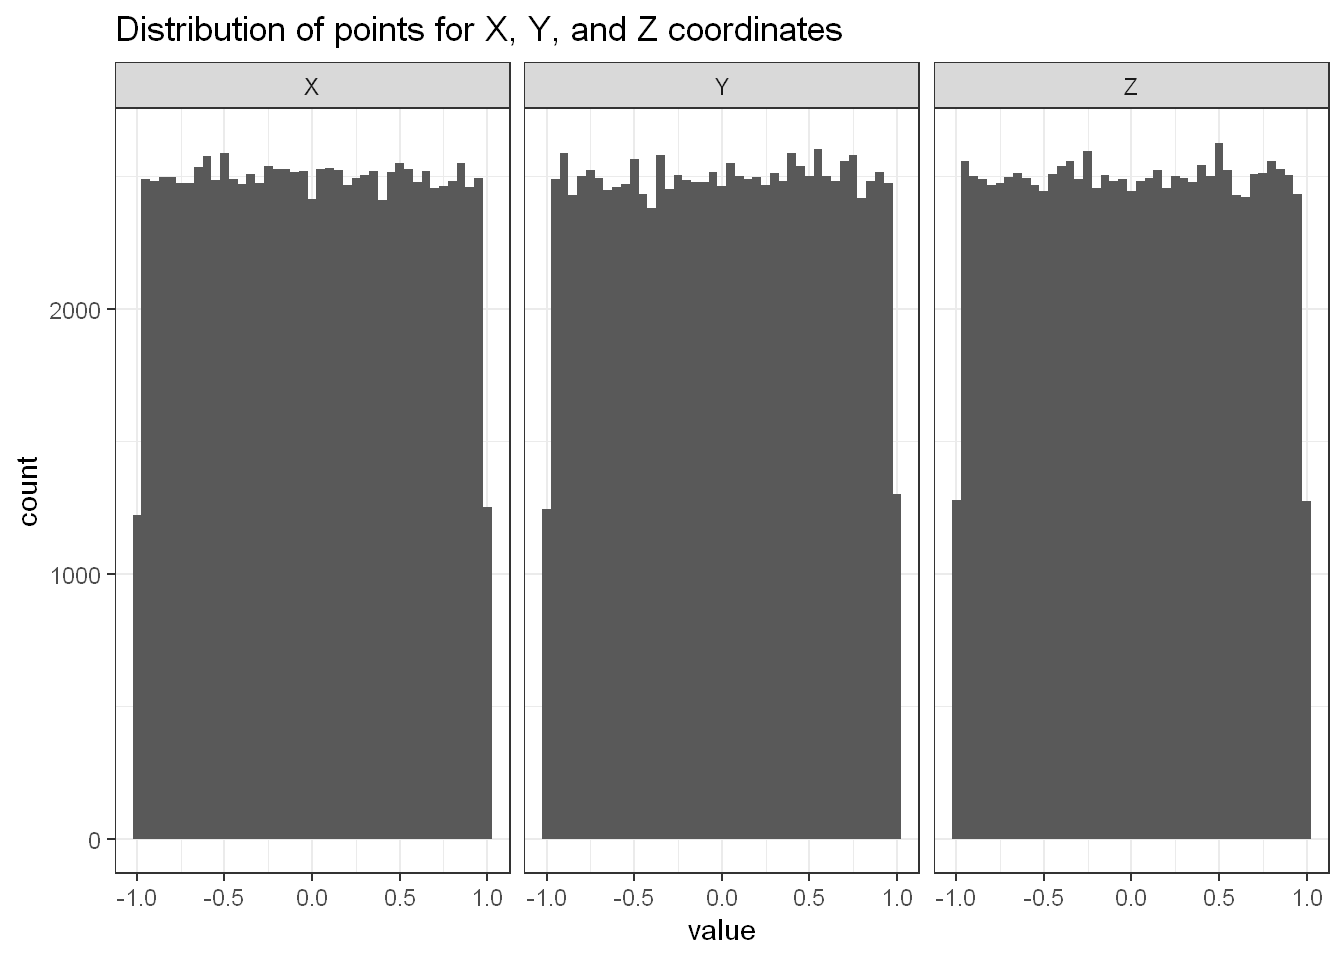 Distribution of points for X, Y, and Z coordinates
X Y Z
2000
1000
0
count
-1.0 -0.5 0.0 0.5 1.0 -1.0 -0.5 0.0 0.5 1.0 -1.0 -0.5 0.0 0.5 1.0
value